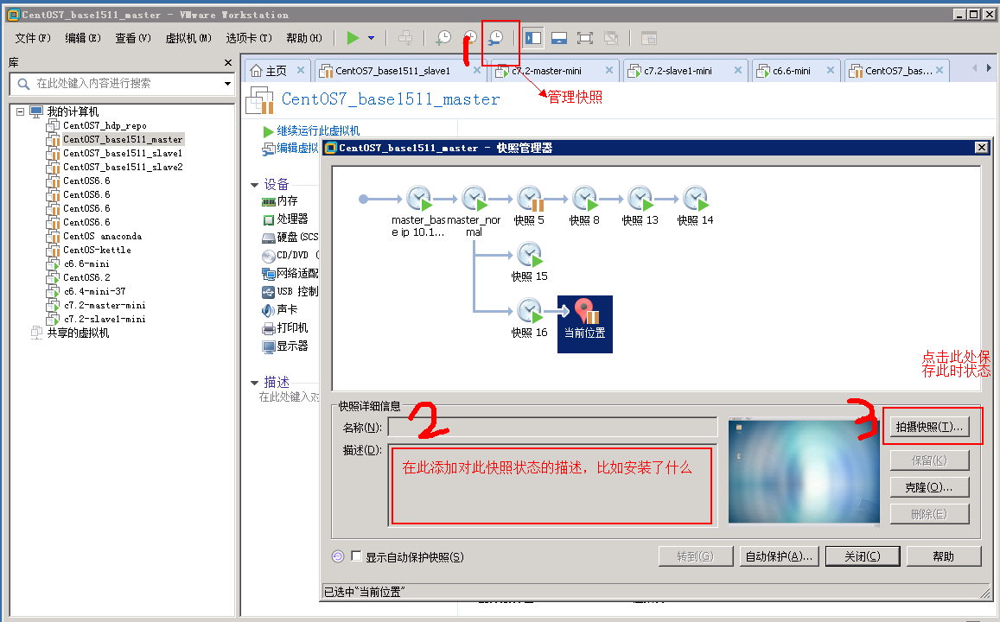 CentOS7_base1511_master - VMware Workstation
文件(F) 编辑(E) 查看(V) 虚拟机(M) 选项卡(T) 帮助(H)
1
管理快照
库
在此处键入内容进行搜索
主页 CentOS7_base1511_slave1 c7.2-master-mini c7.2-slave1-mini c6.6-mini CentOS7_bas...
我的计算机
CentOS7_hdp_repo
CentOS7_base1511_master
CentOS7_base1511_slave1
CentOS7_base1511_slave2
CentOS6.6
CentOS6.6
CentOS6.6
CentOS6.6
CentOS anaconda
CentOS-kettle
c6.6-mini
CentOS6.2
c6.4-mini-37
c7.2-master-mini
c7.2-slave1-mini
共享的虚拟机
CentOS7_base1511_master
继续运行此虚拟机
编辑虚拟
设备
内存
处理器
硬盘(SCS
CD/DVD (
网络适配
USB 控制
声卡
打印机
显示器
描述
在此处键入对
CentOS7_base1511_master - 快照管理器
master_bas
e ip 10.1...
master_nor
mal
快照 5
快照 8
快照 13
快照 14
快照 15
快照 16
当前位置
点击此处保
存此时状态
快照详细信息
2
3
名称(N):
描述(D):
在此添加对此快照状态的描述，比如安装了什么
拍摄快照(T)...
保留(K)
克隆(O)...
删除(E)
显示自动保护快照(S)
转到(G) 自动保护(A)... 关闭(C) 帮助
已选中"当前位置"